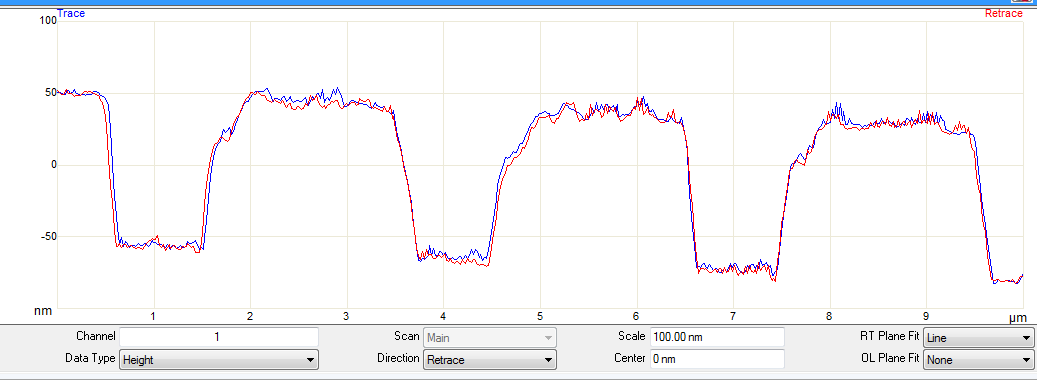 Trace Retrace
100
50
0
-50
nm 1 2 3 4 5 6 7 8 9 µm
Channel 1 Scan Main Scale 100.00 nm RT Plane Fit Line
Data Type Height Direction Retrace Center 0 nm OL Plane Fit None